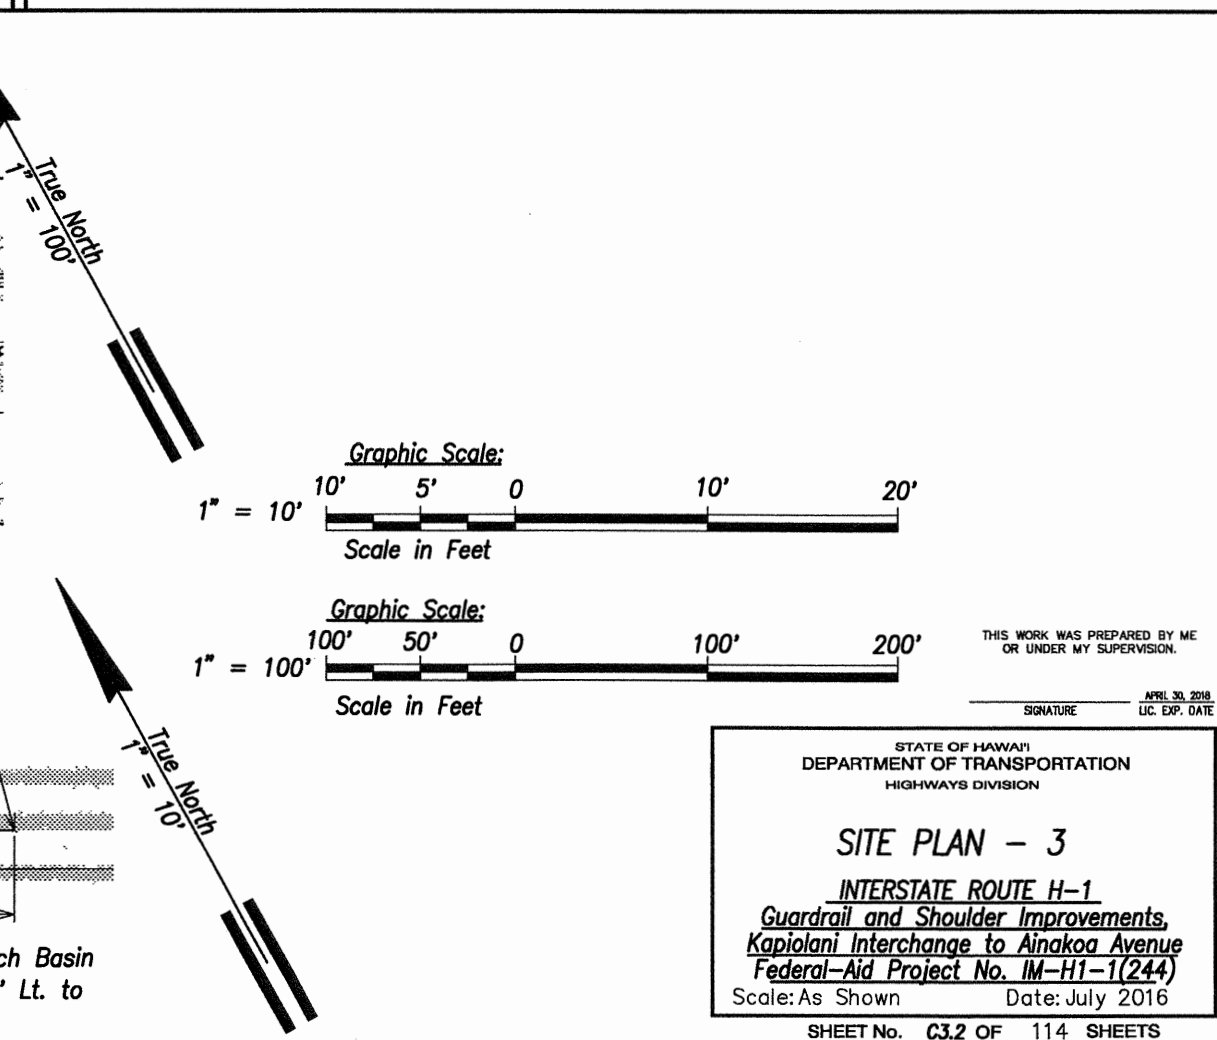 True North
1" = 100'
Graphic Scale:
10' 5' 0 10' 20'
1" = 10'
Scale in Feet
Graphic Scale:
100' 50' 0 100' 200'
1" = 100'
Scale in Feet
THIS WORK WAS PREPARED BY ME
OR UNDER MY SUPERVISION.
APRIL 30, 2018
SIGNATURE LIC. EXP. DATE
True North
1" = 10'
ch Basin
' Lt. to
STATE OF HAWAI'I
DEPARTMENT OF TRANSPORTATION
HIGHWAYS DIVISION
SITE PLAN - 3
INTERSTATE ROUTE H-1
Guardrail and Shoulder Improvements,
Kapiolani Interchange to Ainakoa Avenue
Federal-Aid Project No. IM-H1-1(244)
Scale: As Shown Date: July 2016
SHEET No. C3.2 OF 114 SHEETS